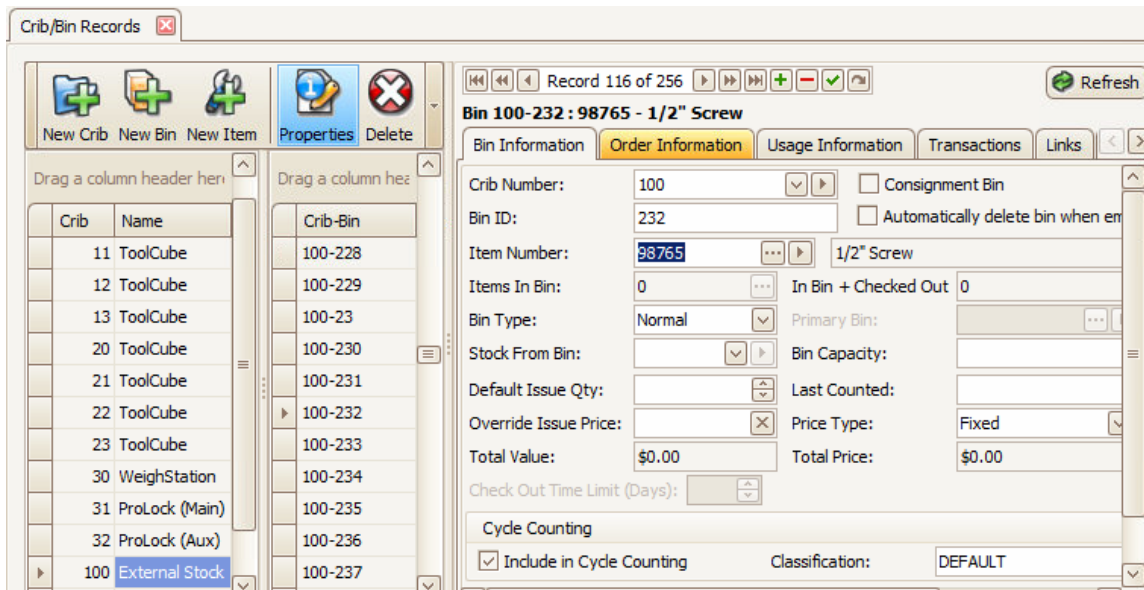 Crib/Bin Records
New Crib New Bin New Item Properties Delete
Record 116 of 256
Refresh
Bin 100-232 : 98765 - 1/2" Screw
Bin Information Order Information Usage Information Transactions Links
Drag a column header her
Drag a column hea
Crib Name
11 ToolCube
12 ToolCube
13 ToolCube
20 ToolCube
21 ToolCube
22 ToolCube
23 ToolCube
30 WeighStation
31 ProLock (Main)
32 ProLock (Aux)
100 External Stock
Crib-Bin
100-228
100-229
100-23
100-230
100-231
100-232
100-233
100-234
100-235
100-236
100-237
Crib Number: 100 Consignment Bin
Bin ID: 232 Automatically delete bin when em
Item Number: 98765 1/2" Screw
Items In Bin: 0 In Bin + Checked Out 0
Bin Type: Normal Primary Bin:
Stock From Bin: Bin Capacity:
Default Issue Qty: Last Counted:
Override Issue Price: Price Type: Fixed
Total Value: $0.00 Total Price: $0.00
Check Out Time Limit (Days):
Cycle Counting
Include in Cycle Counting Classification: DEFAULT